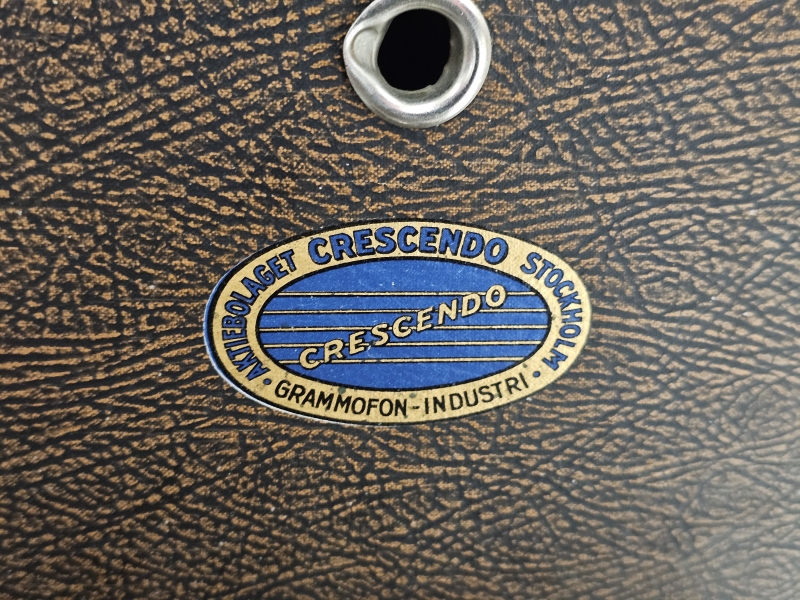 AKTIEBOLAGET CRESCENDO STOCKHOLM
CRESCENDO
• GRAMMOFON-INDUSTRI •